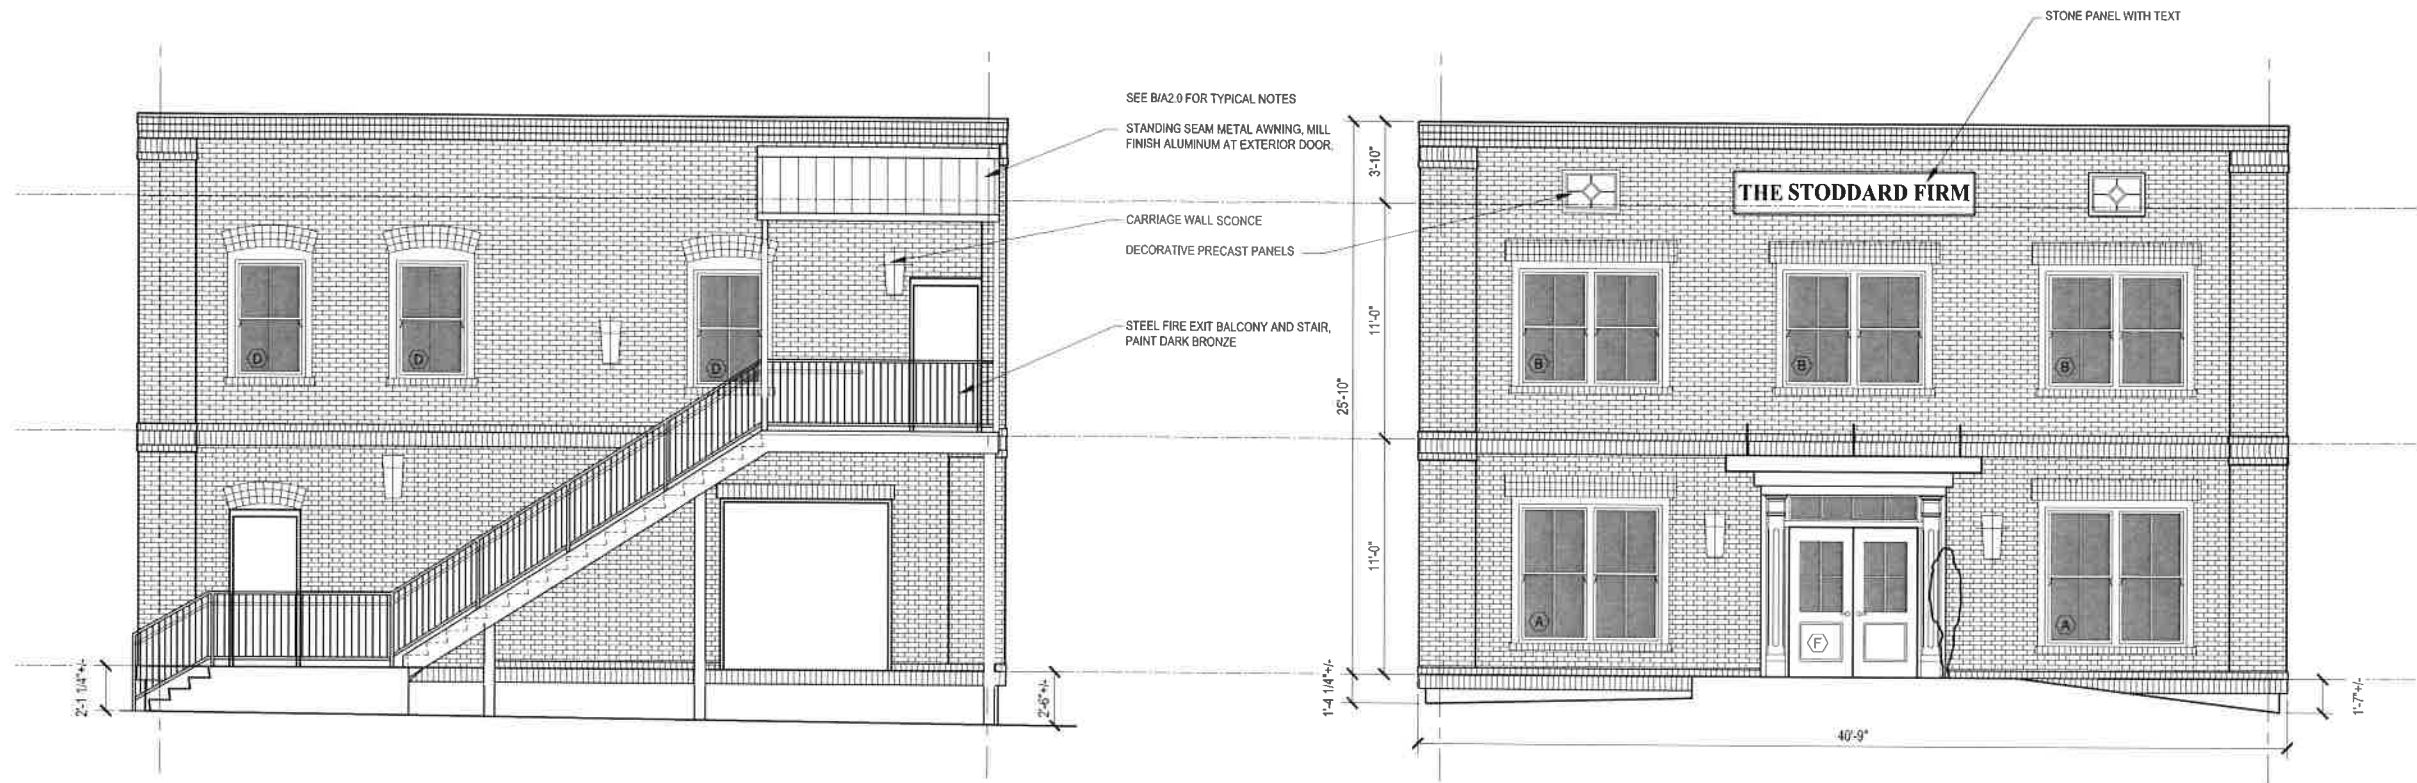 STONE PANEL WITH TEXT
SEE B/A2.0 FOR TYPICAL NOTES
STANDING SEAM METAL AWNING, MILL
FINISH ALUMINUM AT EXTERIOR DOOR.
CARRIAGE WALL SCONCE
DECORATIVE PRECAST PANELS
STEEL FIRE EXIT BALCONY AND STAIR,
PAINT DARK BRONZE
THE STODDARD FIRM
D
D
D
B
B
B
A
F
A
3'-10"
11'-0"
25'-10"
11'-0"
2'-1 1/4"+/-
2'-6"+/-
1'-4 1/4"+/-
1'-7"+/-
40'-9"